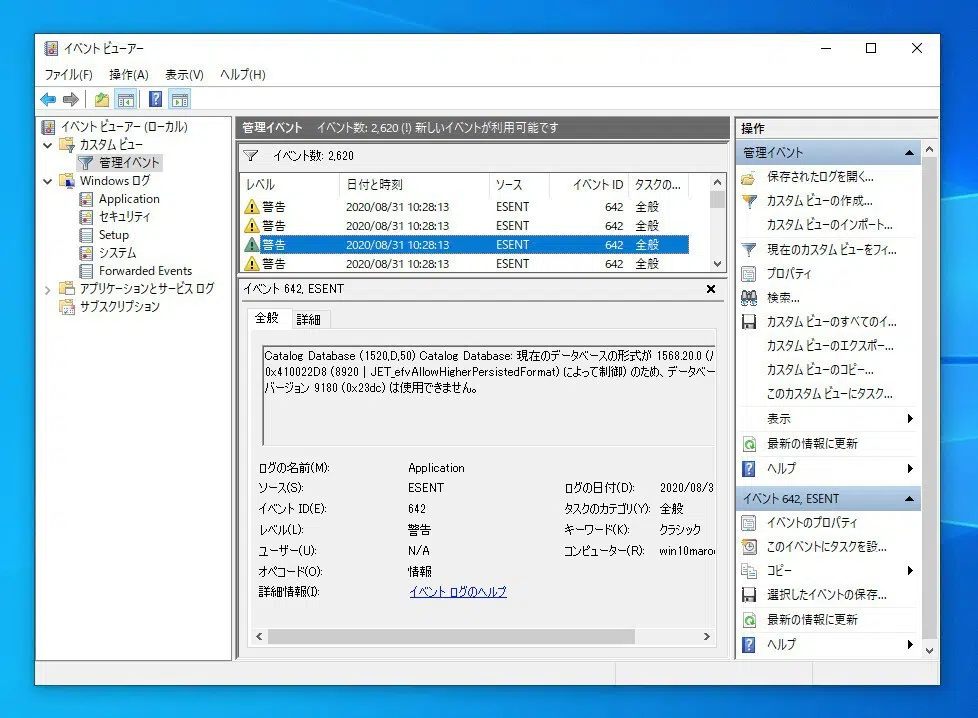 イベント ビューアー
ファイル(F) 操作(A) 表示(V) ヘルプ(H)
イベント ビューアー (ローカル)
カスタム ビュー
管理イベント
Windows ログ
Application
セキュリティ
Setup
システム
Forwarded Events
アプリケーションとサービス ログ
サブスクリプション
管理イベント イベント数: 2,620 (!) 新しいイベントが利用可能です
イベント数: 2,620
レベル 日付と時刻 ソース イベント ID タスクの...
警告 2020/08/31 10:28:13 ESENT 642 全般
警告 2020/08/31 10:28:13 ESENT 642 全般
警告 2020/08/31 10:28:13 ESENT 642 全般
警告 2020/08/31 10:28:13 ESENT 642 全般
イベント 642, ESENT
全般 詳細
Catalog Database (1520,D,50) Catalog Database: 現在のデータベースの形式が 1568.20.0 (パ
0x410022D8 (8920 | JET_efvAllowHigherPersistedFormat) によって制御) のため、データベー
バージョン 9180 (0x23dc) は使用できません。
ログの名前(M): Application
ソース(S): ESENT ログの日付(D): 2020/08/3
イベント ID(E): 642 タスクのカテゴリ(Y): 全般
レベル(L): 警告 キーワード(K): クラシック
ユーザー(U): N/A コンピューター(R): win10maro
オペコード(O): 情報
詳細情報(I): イベント ログのヘルプ
操作
管理イベント
保存されたログを開く...
カスタム ビューの作成...
カスタム ビューのインポート...
現在のカスタム ビューをフィ...
プロパティ
検索...
カスタム ビューのすべてのイ...
カスタム ビューのエクスポー...
カスタム ビューのコピー...
このカスタム ビューにタスク...
表示
最新の情報に更新
ヘルプ
イベント 642, ESENT
イベントのプロパティ
このイベントにタスクを設...
コピー
選択したイベントの保存...
最新の情報に更新
ヘルプ